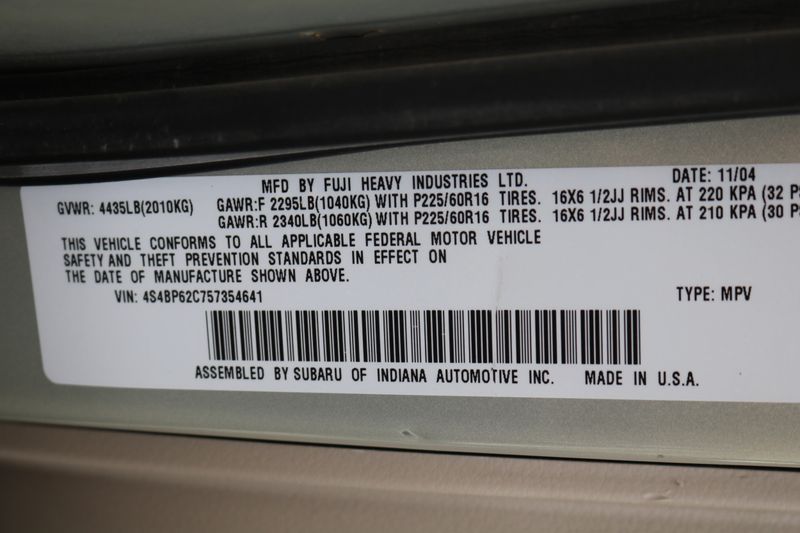 MFD BY FUJI HEAVY INDUSTRIES LTD. DATE: 11/04
GVWR: 4435LB(2010KG) GAWR:F 2295LB(1040KG) WITH P225/60R16 TIRES. 16X6 1/2JJ RIMS. AT 220 KPA (32 PS
GAWR:R 2340LB(1060KG) WITH P225/60R16 TIRES. 16X6 1/2JJ RIMS. AT 210 KPA (30 PS
THIS VEHICLE CONFORMS TO ALL APPLICABLE FEDERAL MOTOR VEHICLE
SAFETY AND THEFT PREVENTION STANDARDS IN EFFECT ON
THE DATE OF MANUFACTURE SHOWN ABOVE.
VIN: 4S4BP62C757354641 TYPE: MPV
ASSEMBLED BY SUBARU OF INDIANA AUTOMOTIVE INC. MADE IN U.S.A.